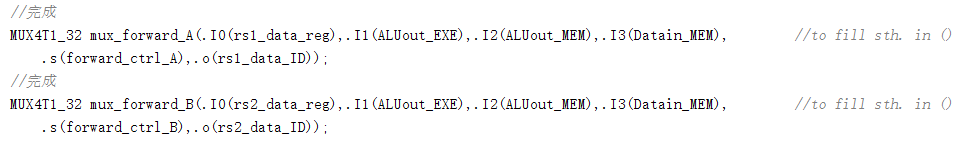 //完成
MUX4T1_32 mux_forward_A(.I0(rs1_data_reg),.I1(ALUout_EXE),.I2(ALUout_MEM),.I3(Datain_MEM),        //to fill sth. in ()
    .s(forward_ctrl_A),.o(rs1_data_ID));
//完成
MUX4T1_32 mux_forward_B(.I0(rs2_data_reg),.I1(ALUout_EXE),.I2(ALUout_MEM),.I3(Datain_MEM),        //to fill sth. in ()
    .s(forward_ctrl_B),.o(rs2_data_ID));